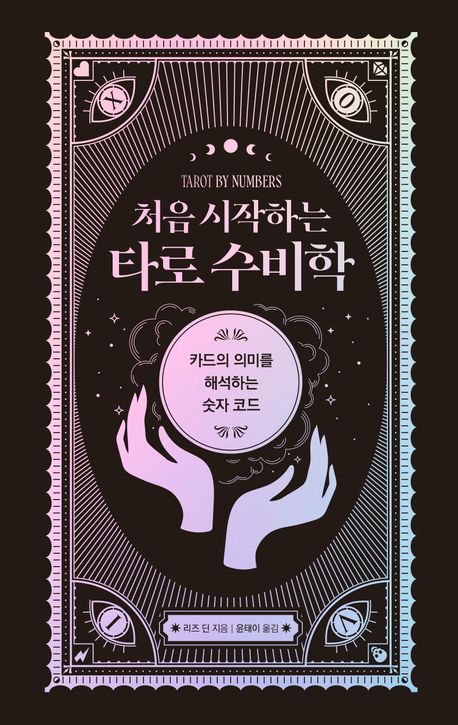 X
O
TAROT BY NUMBERS
처음 시작하는
타로 수비학
카드의 의미를
해석하는
숫자 코드
I
V
리즈 딘 지음 | 윤태이 옮김